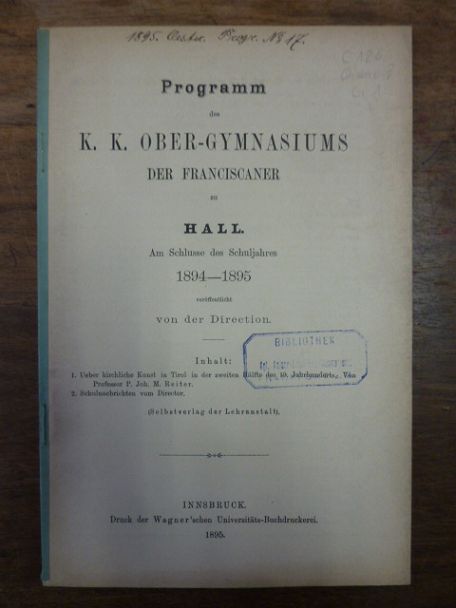 1895. Oester. Progr. No 17.
Programm
des
K. K. OBER-GYMNASIUMS
DER FRANCISCANER
zu
HALL.
Am Schlusse des Schuljahres
1894—1895
veröffentlicht
von der Direction.
BIBLIOTHEK
Inhalt:
1. Ueber kirchliche Kunst in Tirol in der zweiten Hälfte des 19. Jahrhunderts. Von
Professor P. Joh. M. Reiter.
2. Schulnachrichten vom Director.
(Selbstverlag der Lehranstalt).
INNSBRUCK.
Druck der Wagner'schen Universitäts-Buchdruckerei.
1895.